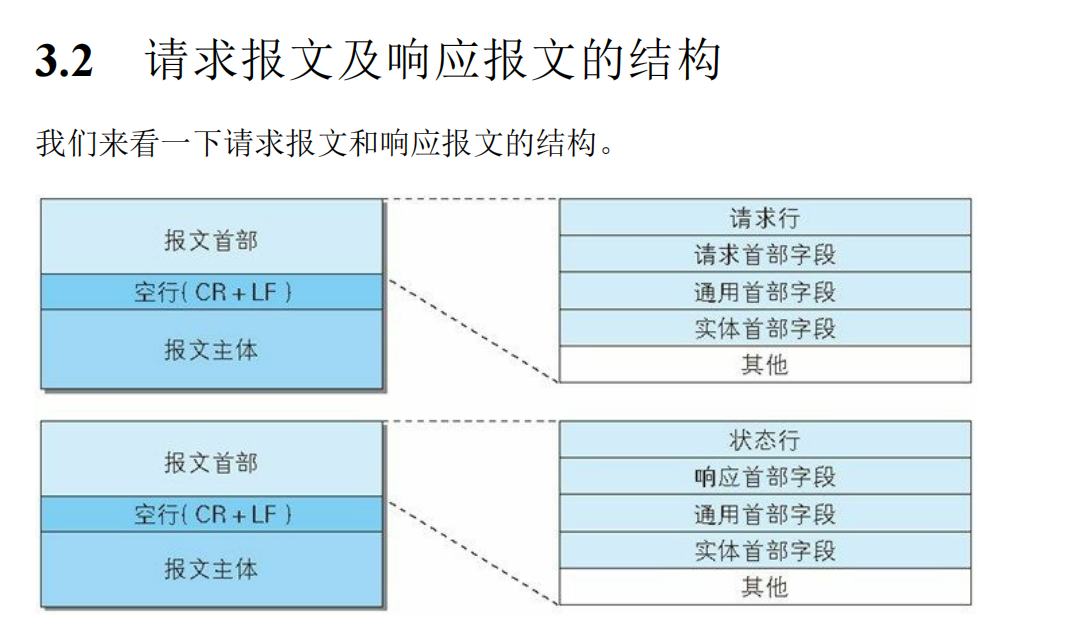 3.2 请求报文及响应报文的结构
我们来看一下请求报文和响应报文的结构。
报文首部
空行(CR+LF)
报文主体
请求行
请求首部字段
通用首部字段
实体首部字段
其他
报文首部
空行(CR+LF)
报文主体
状态行
响应首部字段
通用首部字段
实体首部字段
其他